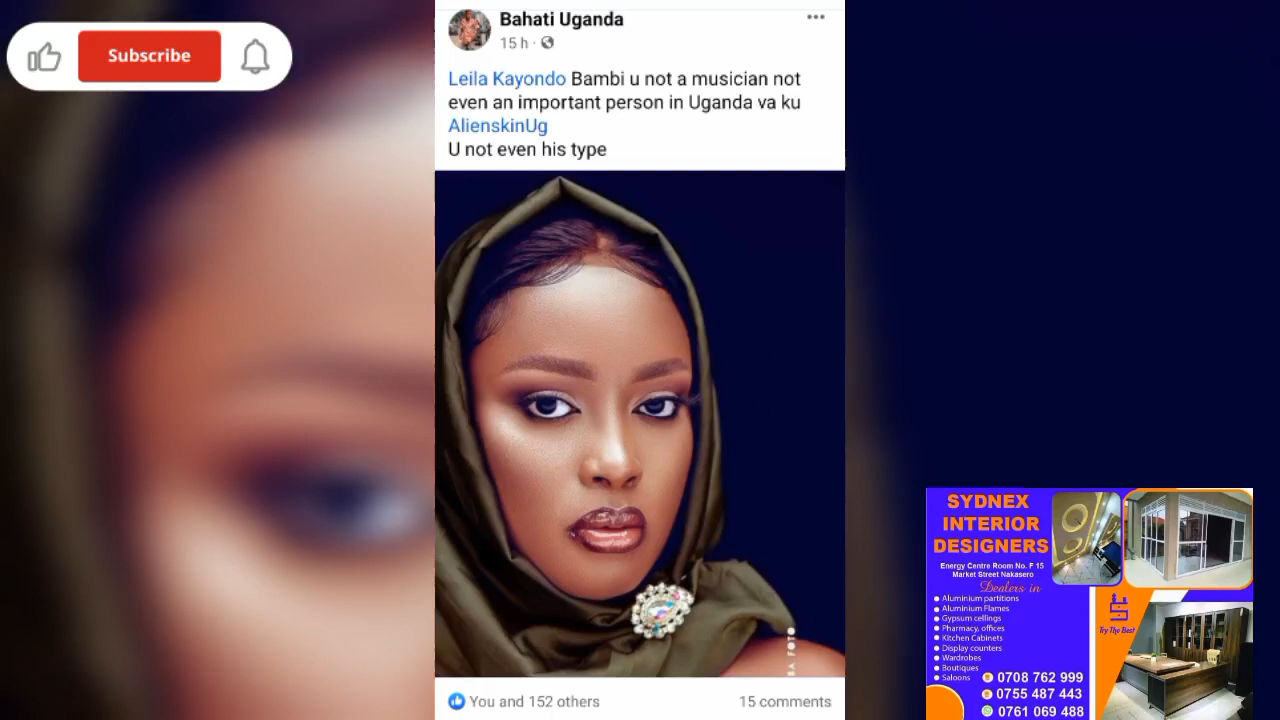 Subscribe
Bahati Uganda
15 h ·
Leila Kayondo Bambi u not a musician not
even an important person in Uganda va ku
AlienskinUg
U not even his type
RA FOTO
You and 152 others
15 comments
SYDNEX
INTERIOR
DESIGNERS
Energy Centre Room No. F 15
Market Street Nakasero
Dealers in
Aluminium partitions
Aluminium Flames
Gypsum cellings
Pharmacy, offices
Kitchen Cabinets
Display counters
Wardrobes
Boutiques
Saloons
Try The Best
0708 762 999
0755 487 443
0761 069 488